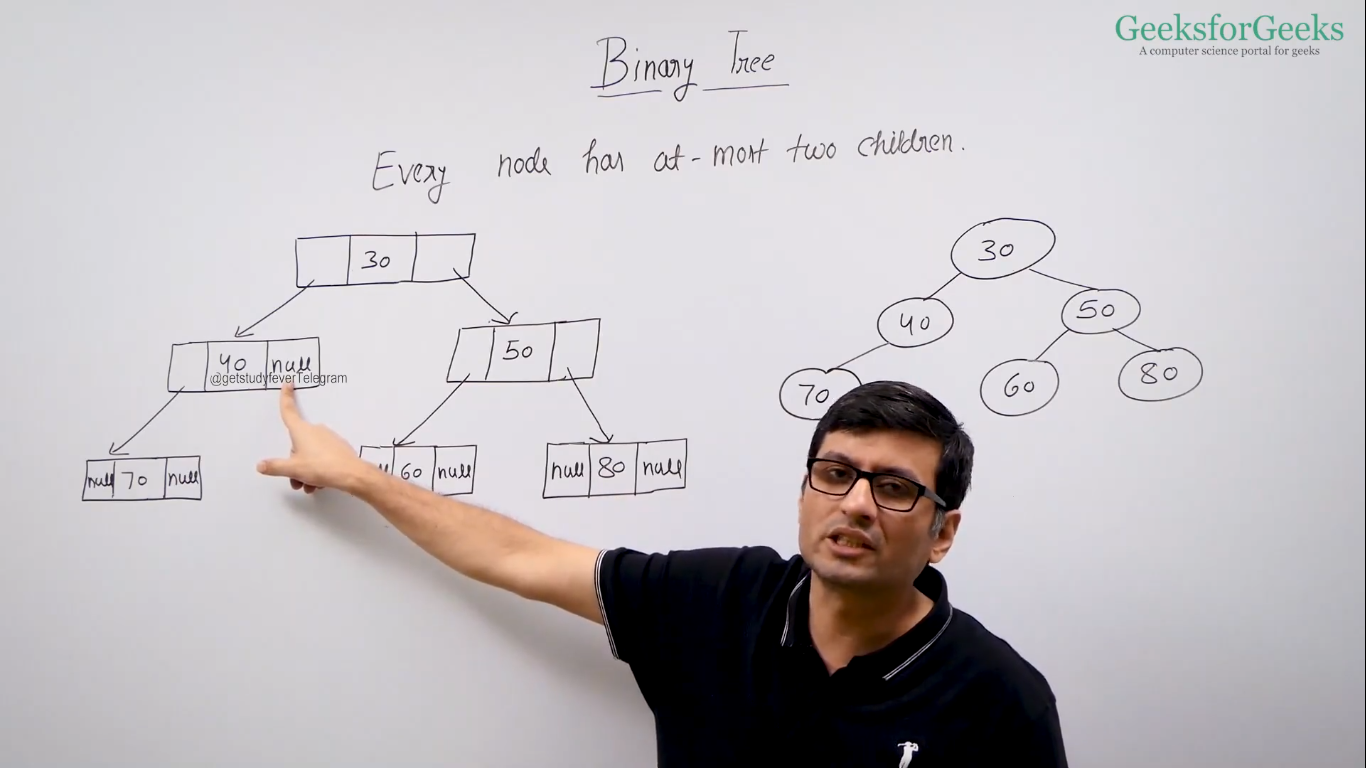 GeeksforGeeks
A computer science portal for geeks
Binary Tree
Every node has at-most two children.
30
40 null
@getstudyfeverTelegram
50
null 70 null
60 null
null 80 null
30
40
50
70
60
80